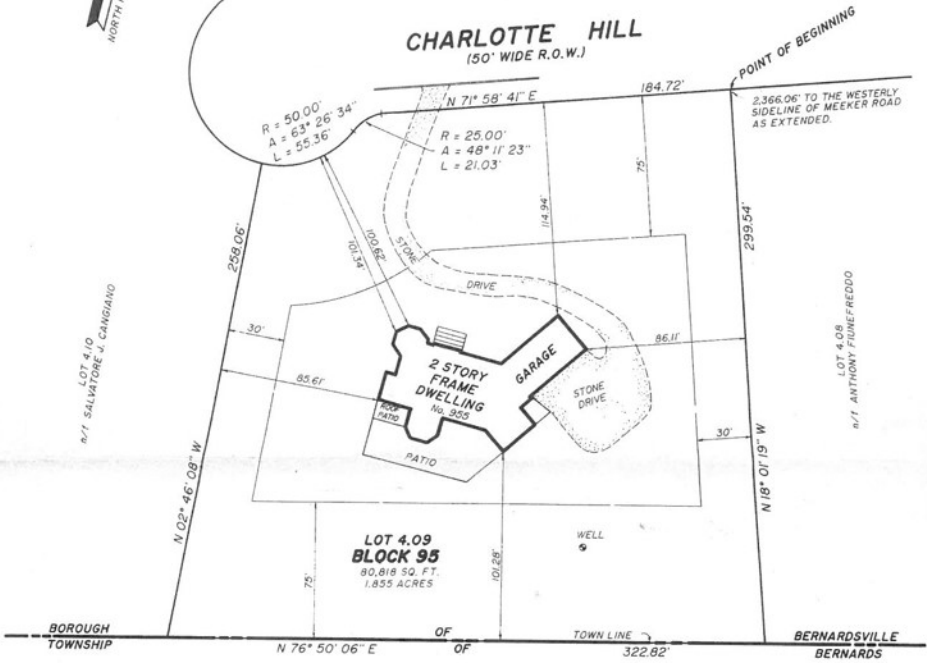 NORTH
CHARLOTTE HILL
(50' WIDE R.O.W.)
POINT OF BEGINNING
N 71° 58' 41" E
184.72'
2,366.06' TO THE WESTERLY
SIDELINE OF MEEKER ROAD
AS EXTENDED.
R = 50.00'
A = 63° 26' 34"
L = 55.36'
R = 25.00'
A = 48° 11' 23"
L = 21.03'
75'
114.94'
299.54'
258.06'
100.62'
101.34'
STONE
DRIVE
LOT 4.10
n/f SALVATORE J. CANGIANO
LOT 4.08
n/f ANTHONY FIUNEFREDDO
30'
86.11'
85.61'
GARAGE
2 STORY
FRAME
DWELLING
No. 955
STONE
DRIVE
ROOF
PATIO
PATIO
30'
N 02° 46' 08" W
N 18° 01' 19" W
WELL
LOT 4.09
BLOCK 95
80,818 SQ. FT.
1.855 ACRES
75'
101.28'
BOROUGH
OF
TOWN LINE
BERNARDSVILLE
TOWNSHIP
N 76° 50' 06" E
OF
322.82'
BERNARDS